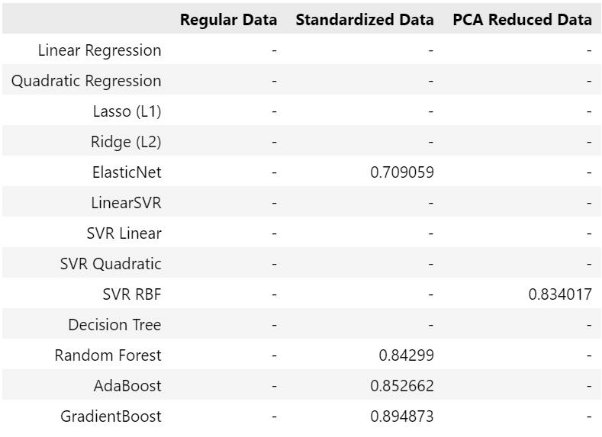 Regular Data Standardized Data PCA Reduced Data
Linear Regression - - -
Quadratic Regression - - -
Lasso (L1) - - -
Ridge (L2) - - -
ElasticNet - 0.709059 -
LinearSVR - - -
SVR Linear - - -
SVR Quadratic - - -
SVR RBF - - 0.834017
Decision Tree - - -
Random Forest - 0.84299 -
AdaBoost - 0.852662 -
GradientBoost - 0.894873 -